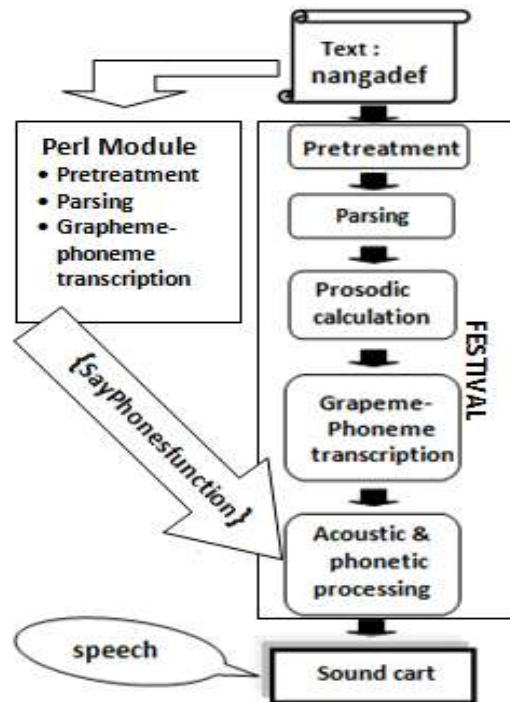 Text :
nangadef
Perl Module
• Pretreatment
• Parsing
• Grapheme-
phoneme
transcription
{SayPhonesfunction}
Pretreatment
Parsing
Prosodic
calculation
Grapeme-
Phoneme
transcription
Acoustic &
phonetic
processing
FESTIVAL
speech
Sound cart